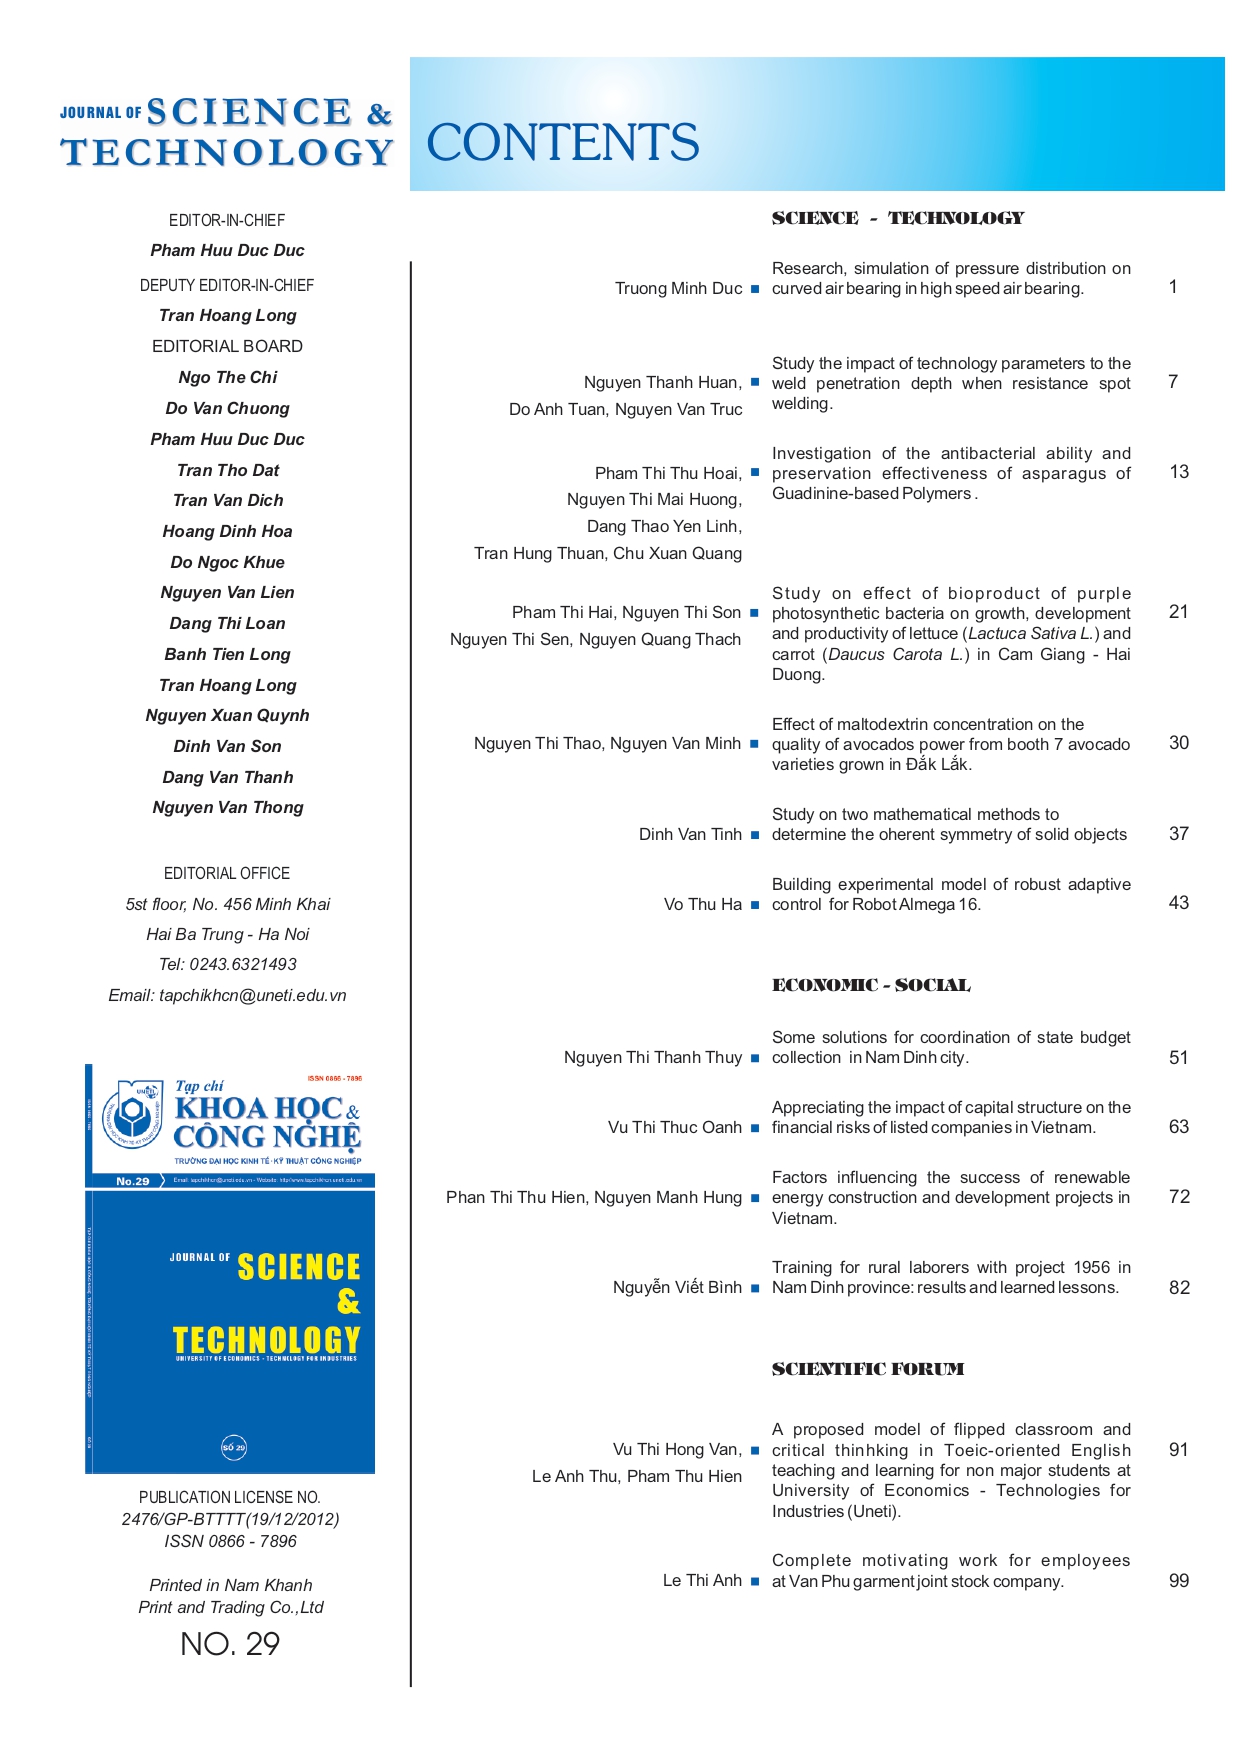 JOURNAL OF SCIENCE &
TECHNOLOGY
CONTENTS
EDITOR-IN-CHIEF
Pham Huu Duc Duc
DEPUTY EDITOR-IN-CHIEF
Tran Hoang Long
EDITORIAL BOARD
Ngo The Chi
Do Van Chuong
Pham Huu Duc Duc
Tran Tho Dat
Tran Van Dich
Hoang Dinh Hoa
Do Ngoc Khue
Nguyen Van Lien
Dang Thi Loan
Banh Tien Long
Tran Hoang Long
Nguyen Xuan Quynh
Dinh Van Son
Dang Van Thanh
Nguyen Van Thong
EDITORIAL OFFICE
5st floor, No. 456 Minh Khai
Hai Ba Trung - Ha Noi
Tel: 0243.6321493
Email: tapchikhcn@uneti.edu.vn
ISSN 0866 - 7896
Tạp chí
KHOA HỌC &
CÔNG NGHỆ
TRƯỜNG ĐẠI HỌC KINH TẾ - KỸ THUẬT CÔNG NGHIỆP
UNETI
No.29
JOURNAL OF SCIENCE
&
TECHNOLOGY
UNIVERSITY OF ECONOMICS - TECHNOLOGY FOR INDUSTRIES
SỐ 29
PUBLICATION LICENSE NO.
2476/GP-BTTTT(19/12/2012)
ISSN 0866 - 7896
Printed in Nam Khanh
Print and Trading Co.,Ltd
NO. 29
SCIENCE - TECHNOLOGY
Truong Minh Duc
Research, simulation of pressure distribution on
curved air bearing in high speed air bearing.
1
Nguyen Thanh Huan,
Do Anh Tuan, Nguyen Van Truc
Study the impact of technology parameters to the
weld penetration depth when resistance spot
welding.
7
Pham Thi Thu Hoai,
Nguyen Thi Mai Huong,
Dang Thao Yen Linh,
Tran Hung Thuan, Chu Xuan Quang
Investigation of the antibacterial ability and
preservation effectiveness of asparagus of
Guadinine-based Polymers .
13
Pham Thi Hai, Nguyen Thi Son
Nguyen Thi Sen, Nguyen Quang Thach
Study on effect of bioproduct of purple
photosynthetic bacteria on growth, development
and productivity of lettuce (Lactuca Sativa L.) and
carrot (Daucus Carota L.) in Cam Giang - Hai
Duong.
21
Nguyen Thi Thao, Nguyen Van Minh
Effect of maltodextrin concentration on the
quality of avocados power from booth 7 avocado
varieties grown in Đắk Lắk.
30
Dinh Van Tinh
Study on two mathematical methods to
determine the oherent symmetry of solid objects
37
Vo Thu Ha
Building experimental model of robust adaptive
control for Robot Almega 16.
43
ECONOMIC - SOCIAL
Nguyen Thi Thanh Thuy
Some solutions for coordination of state budget
collection in Nam Dinh city.
51
Vu Thi Thuc Oanh
Appreciating the impact of capital structure on the
financial risks of listed companies in Vietnam.
63
Phan Thi Thu Hien, Nguyen Manh Hung
Factors influencing the success of renewable
energy construction and development projects in
Vietnam.
72
Nguyễn Viết Bình
Training for rural laborers with project 1956 in
Nam Dinh province: results and learned lessons.
82
SCIENTIFIC FORUM
Vu Thi Hong Van,
Le Anh Thu, Pham Thu Hien
A proposed model of flipped classroom and
critical thinhking in Toeic-oriented English
teaching and learning for non major students at
University of Economics - Technologies for
Industries (Uneti).
91
Le Thi Anh
Complete motivating work for employees
at Van Phu garment joint stock company.
99